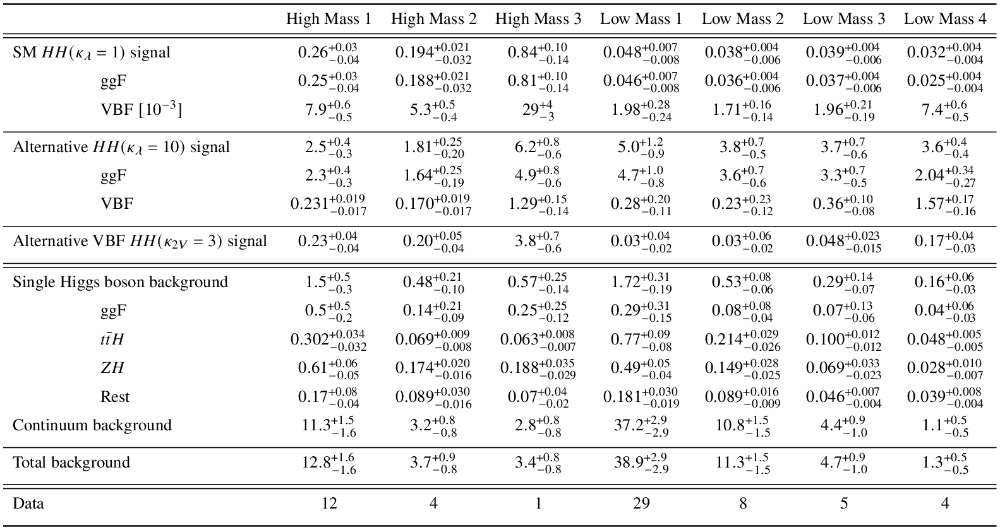 High Mass 1 High Mass 2 High Mass 3 Low Mass 1 Low Mass 2 Low Mass 3 Low Mass 4
SM HH(κλ = 1) signal 0.26+0.03−0.04 0.194+0.021−0.032 0.84+0.10−0.14 0.048+0.007−0.008 0.038+0.004−0.006 0.039+0.004−0.006 0.032+0.004−0.004
ggF 0.25+0.03−0.04 0.188+0.021−0.032 0.81+0.10−0.14 0.046+0.007−0.008 0.036+0.004−0.006 0.037+0.004−0.006 0.025+0.004−0.004
VBF [10−3] 7.9+0.6−0.5 5.3+0.5−0.4 29+4−3 1.98+0.28−0.24 1.71+0.16−0.14 1.96+0.21−0.19 7.4+0.6−0.5
Alternative HH(κλ = 10) signal 2.5+0.4−0.3 1.81+0.25−0.20 6.2+0.8−0.6 5.0+1.2−0.9 3.8+0.7−0.5 3.7+0.7−0.6 3.6+0.4−0.4
ggF 2.3+0.4−0.3 1.64+0.25−0.19 4.9+0.8−0.6 4.7+1.0−0.8 3.6+0.7−0.6 3.3+0.7−0.5 2.04+0.34−0.27
VBF 0.231+0.019−0.017 0.170+0.019−0.017 1.29+0.15−0.14 0.28+0.20−0.11 0.23+0.23−0.12 0.36+0.10−0.08 1.57+0.17−0.16
Alternative VBF HH(κ2V = 3) signal 0.23+0.04−0.04 0.20+0.05−0.04 3.8+0.7−0.6 0.03+0.04−0.02 0.03+0.06−0.02 0.048+0.023−0.015 0.17+0.04−0.03
Single Higgs boson background 1.5+0.5−0.3 0.48+0.21−0.10 0.57+0.25−0.14 1.72+0.31−0.19 0.53+0.08−0.06 0.29+0.14−0.07 0.16+0.06−0.03
ggF 0.5+0.5−0.2 0.14+0.21−0.09 0.25+0.25−0.12 0.29+0.31−0.15 0.08+0.08−0.04 0.07+0.13−0.06 0.04+0.06−0.03
tt̄H 0.302+0.034−0.032 0.069+0.009−0.008 0.063+0.008−0.007 0.77+0.09−0.08 0.214+0.029−0.026 0.100+0.012−0.012 0.048+0.005−0.005
ZH 0.61+0.06−0.05 0.174+0.020−0.016 0.188+0.035−0.029 0.49+0.05−0.04 0.149+0.028−0.025 0.069+0.033−0.023 0.028+0.010−0.007
Rest 0.17+0.08−0.04 0.089+0.030−0.016 0.07+0.04−0.02 0.181+0.030−0.019 0.089+0.016−0.009 0.046+0.007−0.004 0.039+0.008−0.004
Continuum background 11.3+1.5−1.6 3.2+0.8−0.8 2.8+0.8−0.8 37.2+2.9−2.9 10.8+1.5−1.5 4.4+0.9−1.0 1.1+0.5−0.5
Total background 12.8+1.6−1.6 3.7+0.9−0.8 3.4+0.8−0.8 38.9+2.9−2.9 11.3+1.5−1.5 4.7+0.9−1.0 1.3+0.5−0.5
Data 12 4 1 29 8 5 4